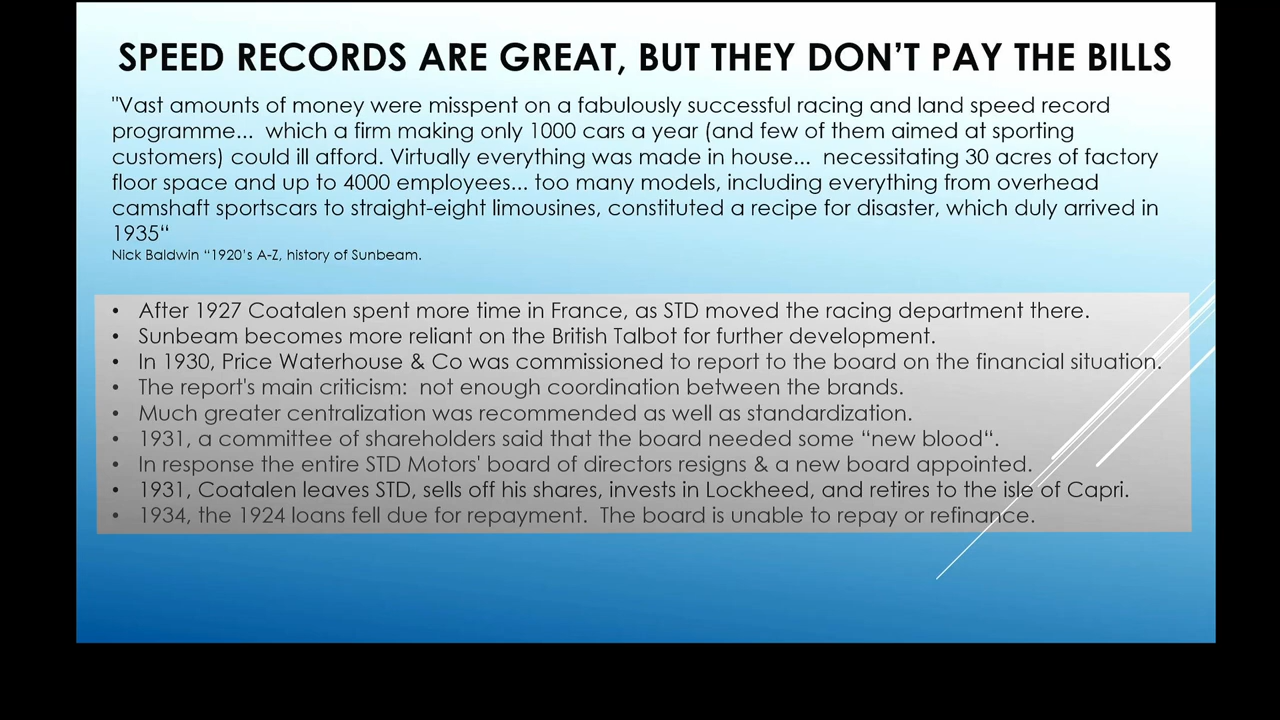 SPEED RECORDS ARE GREAT, BUT THEY DON’T PAY THE BILLS
"Vast amounts of money were misspent on a fabulously successful racing and land speed record
programme... which a firm making only 1000 cars a year (and few of them aimed at sporting
customers) could ill afford. Virtually everything was made in house... necessitating 30 acres of factory
floor space and up to 4000 employees... too many models, including everything from overhead
camshaft sportscars to straight-eight limousines, constituted a recipe for disaster, which duly arrived in
1935“
Nick Baldwin “1920’s A-Z, history of Sunbeam.
• After 1927 Coatalen spent more time in France, as STD moved the racing department there.
• Sunbeam becomes more reliant on the British Talbot for further development.
• In 1930, Price Waterhouse & Co was commissioned to report to the board on the financial situation.
• The report's main criticism: not enough coordination between the brands.
• Much greater centralization was recommended as well as standardization.
• 1931, a committee of shareholders said that the board needed some “new blood“.
• In response the entire STD Motors' board of directors resigns & a new board appointed.
• 1931, Coatalen leaves STD, sells off his shares, invests in Lockheed, and retires to the isle of Capri.
• 1934, the 1924 loans fell due for repayment. The board is unable to repay or refinance.